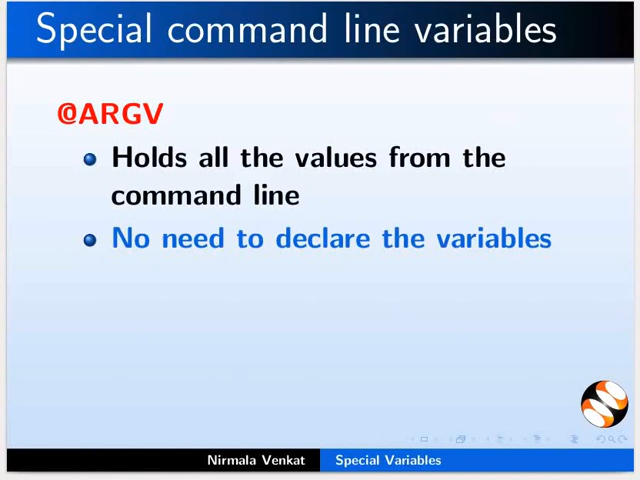 Special command line variables
@ARGV
Holds all the values from the
command line
No need to declare the variables
Nirmala Venkat
Special Variables